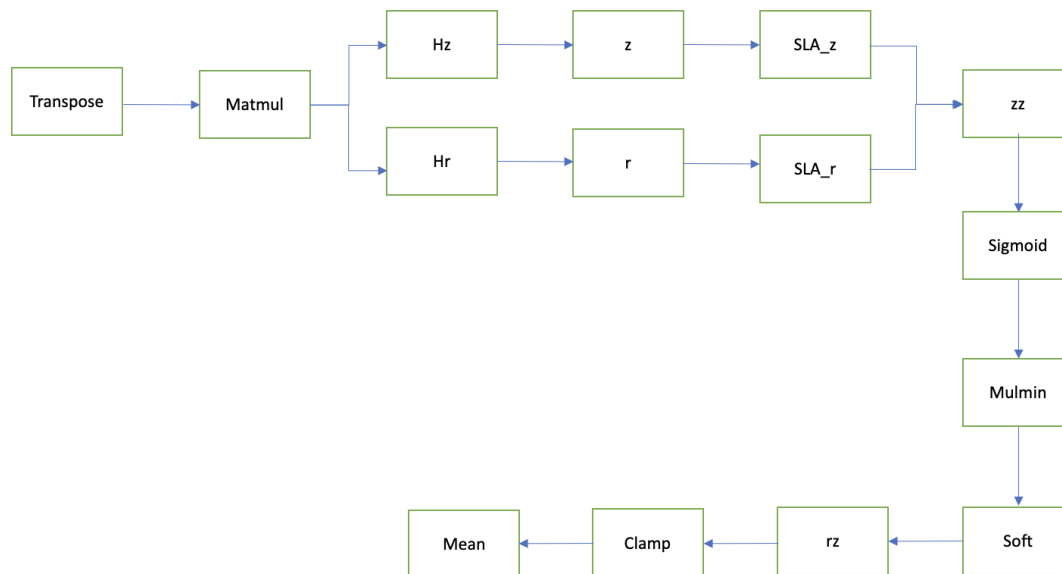 Transpose
Matmul
Hz
z
SLA_z
Hr
r
SLA_r
zz
Sigmoid
Mulmin
Soft
rz
Clamp
Mean